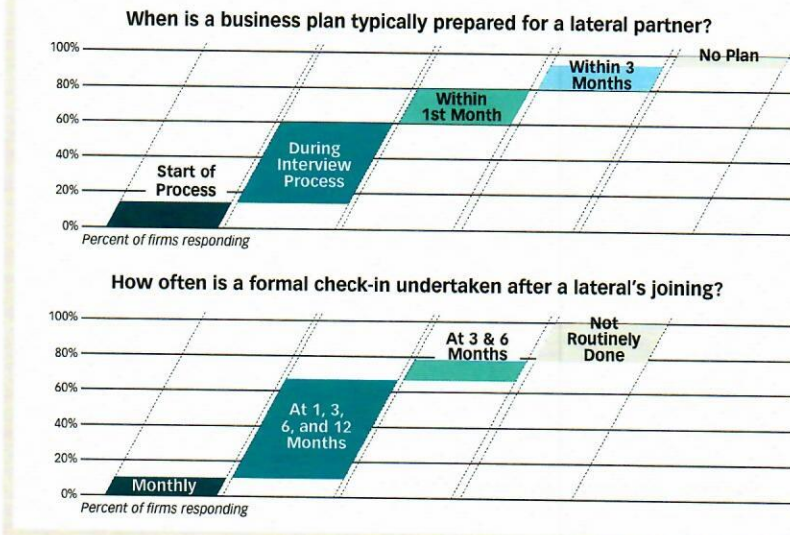 When is a business plan typically prepared for a lateral partner?
100%
80%
60%
40%
20%
0%
Start of
Process
During
Interview
Process
Within
1st Month
Within 3
Months
No Plan
Percent of firms responding
How often is a formal check-in undertaken after a lateral's joining?
100%
80%
60%
40%
20%
0%
Monthly
At 1, 3,
6, and 12
Months
At 3 & 6
Months
Not
Routinely
Done
Percent of firms responding